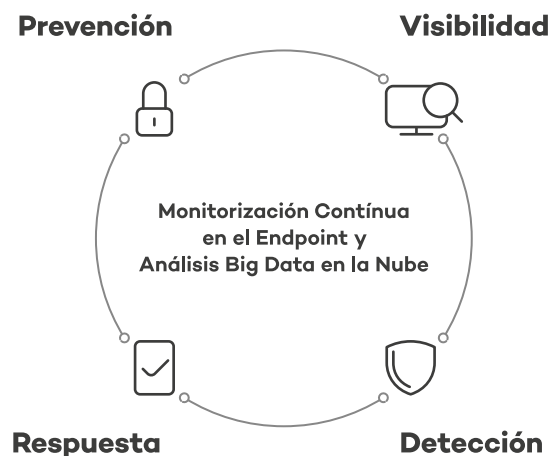 Prevención
Visibilidad
Monitorización Contínua
en el Endpoint y
Análisis Big Data en la Nube
Respuesta
Detección